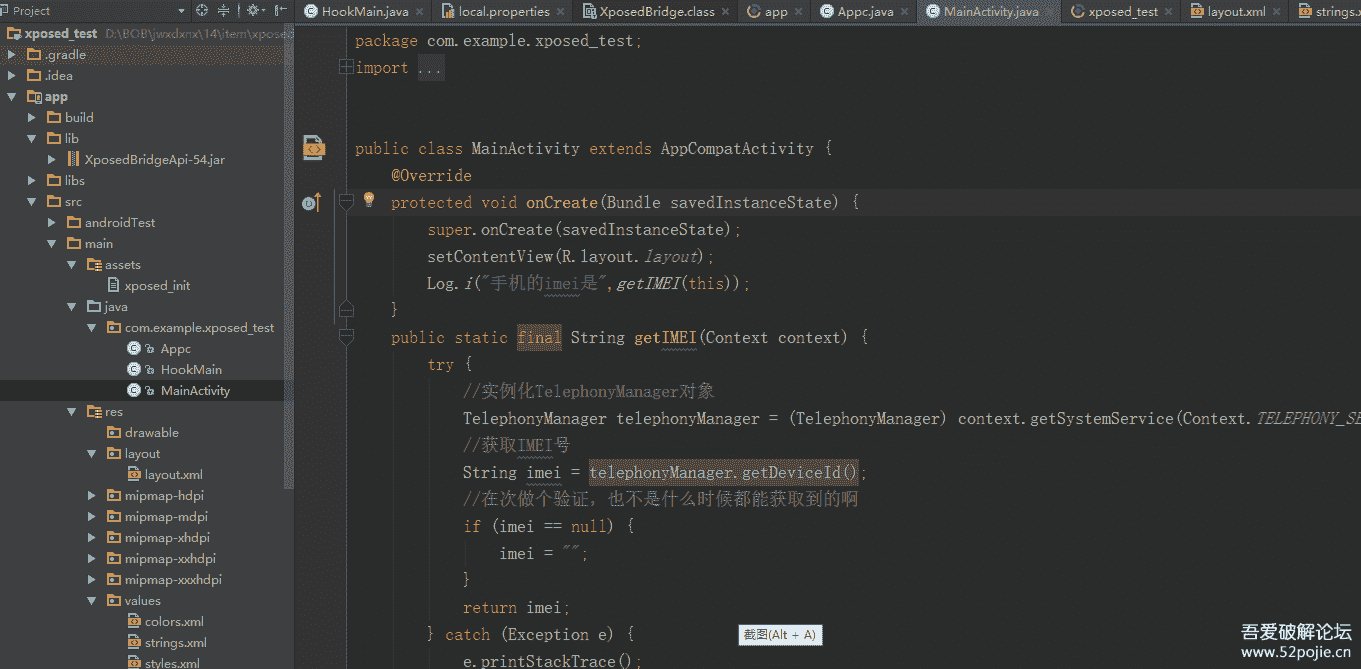 Project
HookMain.java
local.properties
XposedBridge.class
app
Appc.java
MainActivity.java
xposed_test
layout.xml
strings.x
xposed_test D:\BOB\jwxdxnx\14\item\xposed
.gradle
.idea
app
build
lib
XposedBridgeApi-54.jar
libs
src
androidTest
main
assets
xposed_init
java
com.example.xposed_test
Appc
HookMain
MainActivity
res
drawable
layout
layout.xml
mipmap-hdpi
mipmap-mdpi
mipmap-xhdpi
mipmap-xxhdpi
mipmap-xxxhdpi
values
colors.xml
strings.xml
styles.xml
package com.example.xposed_test;
import ...
public class MainActivity extends AppCompatActivity {
@Override
protected void onCreate(Bundle savedInstanceState) {
super.onCreate(savedInstanceState);
setContentView(R.layout.layout);
Log.i("手机的imei是",getIMEI(this));
}
public static final String getIMEI(Context context) {
try {
//实例化TelephonyManager对象
TelephonyManager telephonyManager = (TelephonyManager) context.getSystemService(Context.TELEPHONY_SE
//获取IMEI号
String imei = telephonyManager.getDeviceId();
//在次做个验证，也不是什么时候都能获取到的啊
if (imei == null) {
imei = "";
}
return imei;
} catch (Exception e) {
e.printStackTrace();
截图(Alt + A)
吾爱破解论坛
www.52pojie.cn